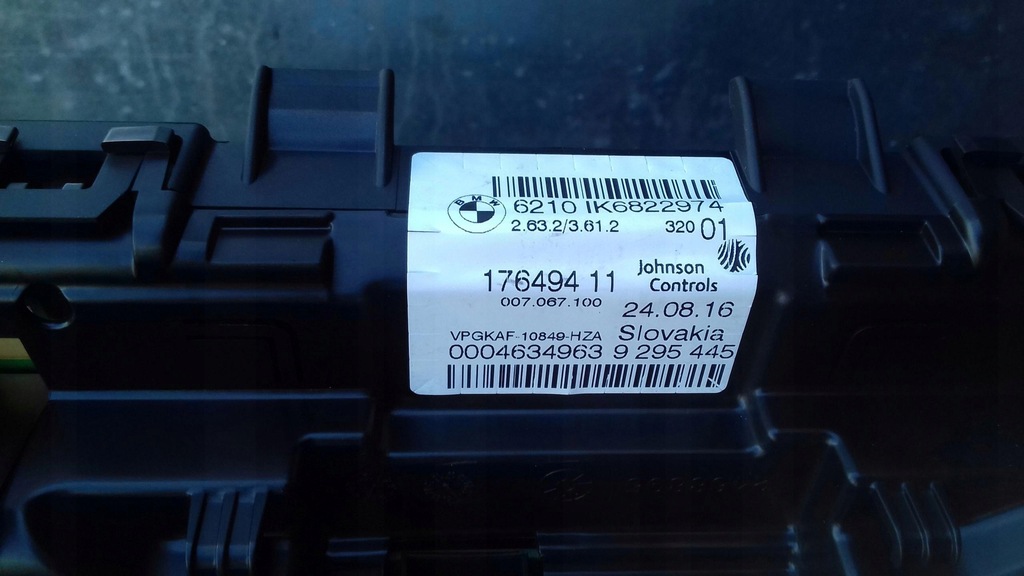 BMW
6210 IK6822974
2.63.2/3.61.2 320 01
176494 11
Johnson
Controls
007.067.100
24.08.16
VPGKAF-10849-HZA Slovakia
0004634963 9 295 445